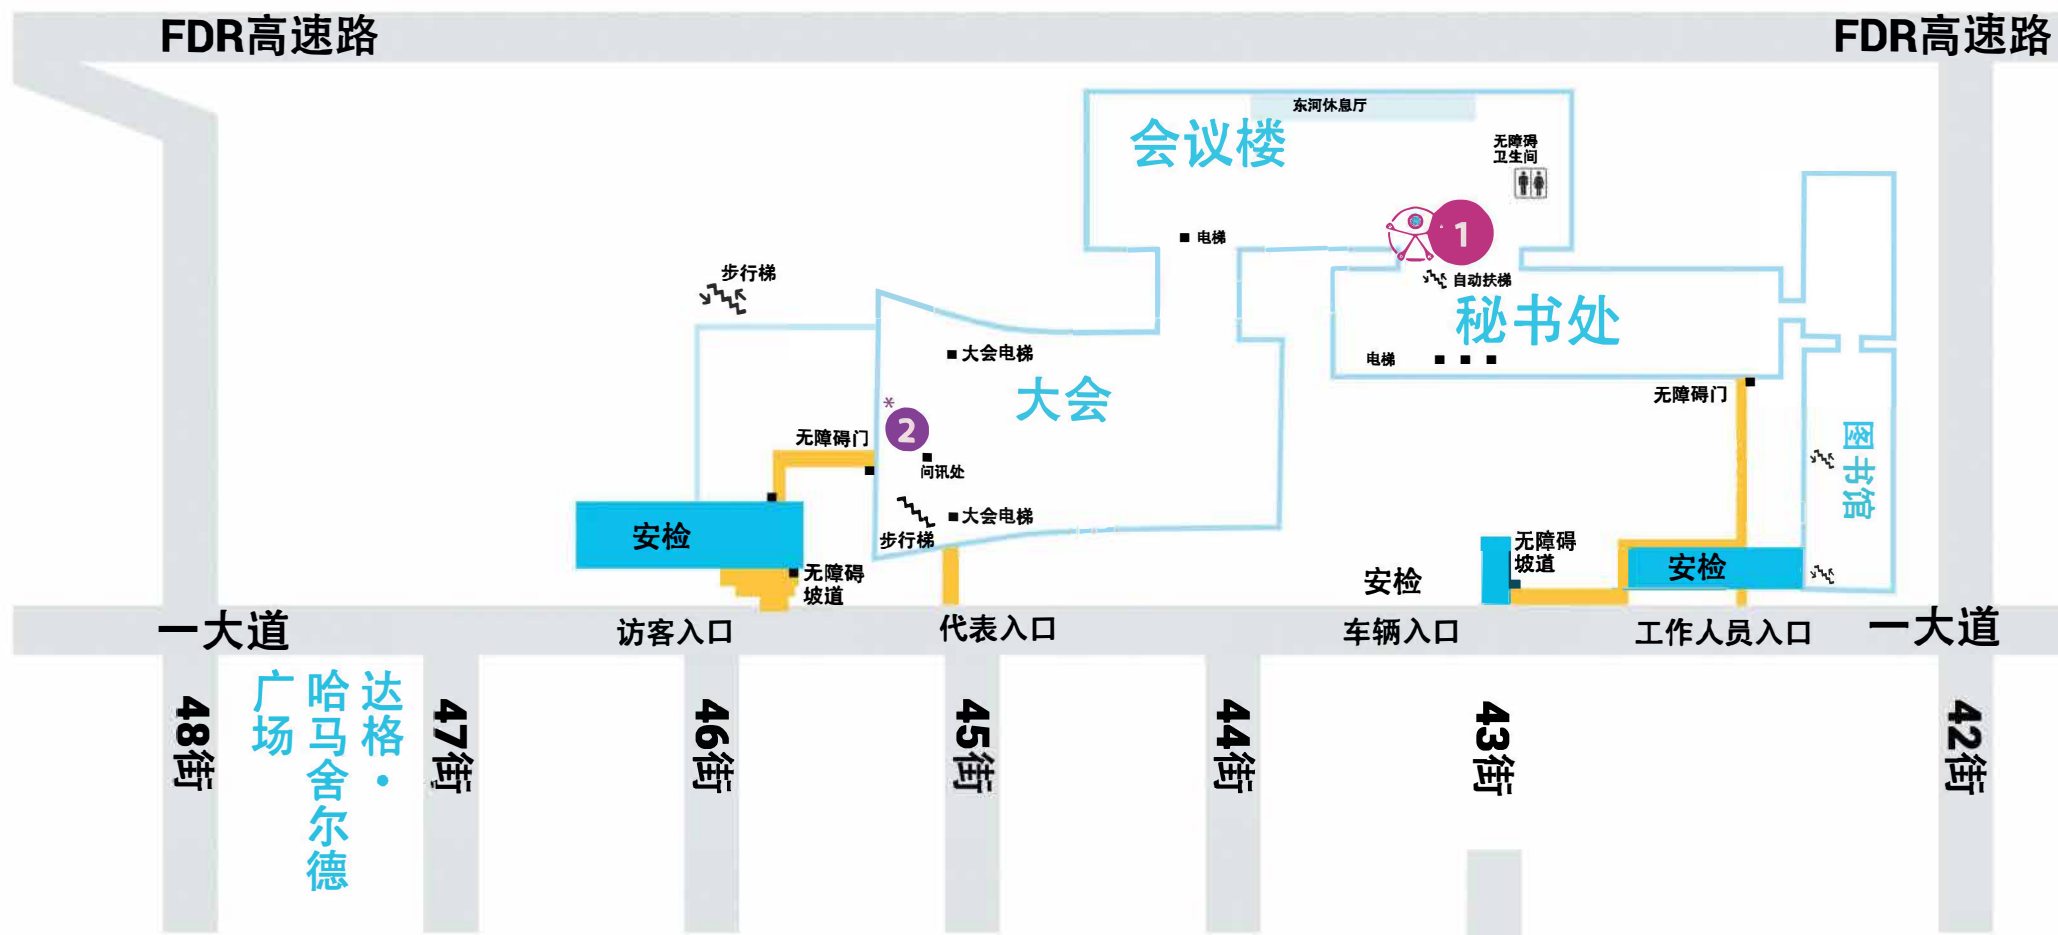 FDR高速路
FDR高速路
东河休息厅
会议楼
无障碍
卫生间
1
电梯
步行梯
自动扶梯
秘书处
大会电梯
电梯
大会
无障碍门
*
2
无障碍门
问讯处
图书馆
大会电梯
安检
步行梯
无障碍
坡道
安检
无障碍
坡道
安检
一大道
访客入口
代表入口
车辆入口
工作人员入口
一大道
达格·
哈马舍尔德
广场
48街
47街
46街
45街
44街
43街
42街